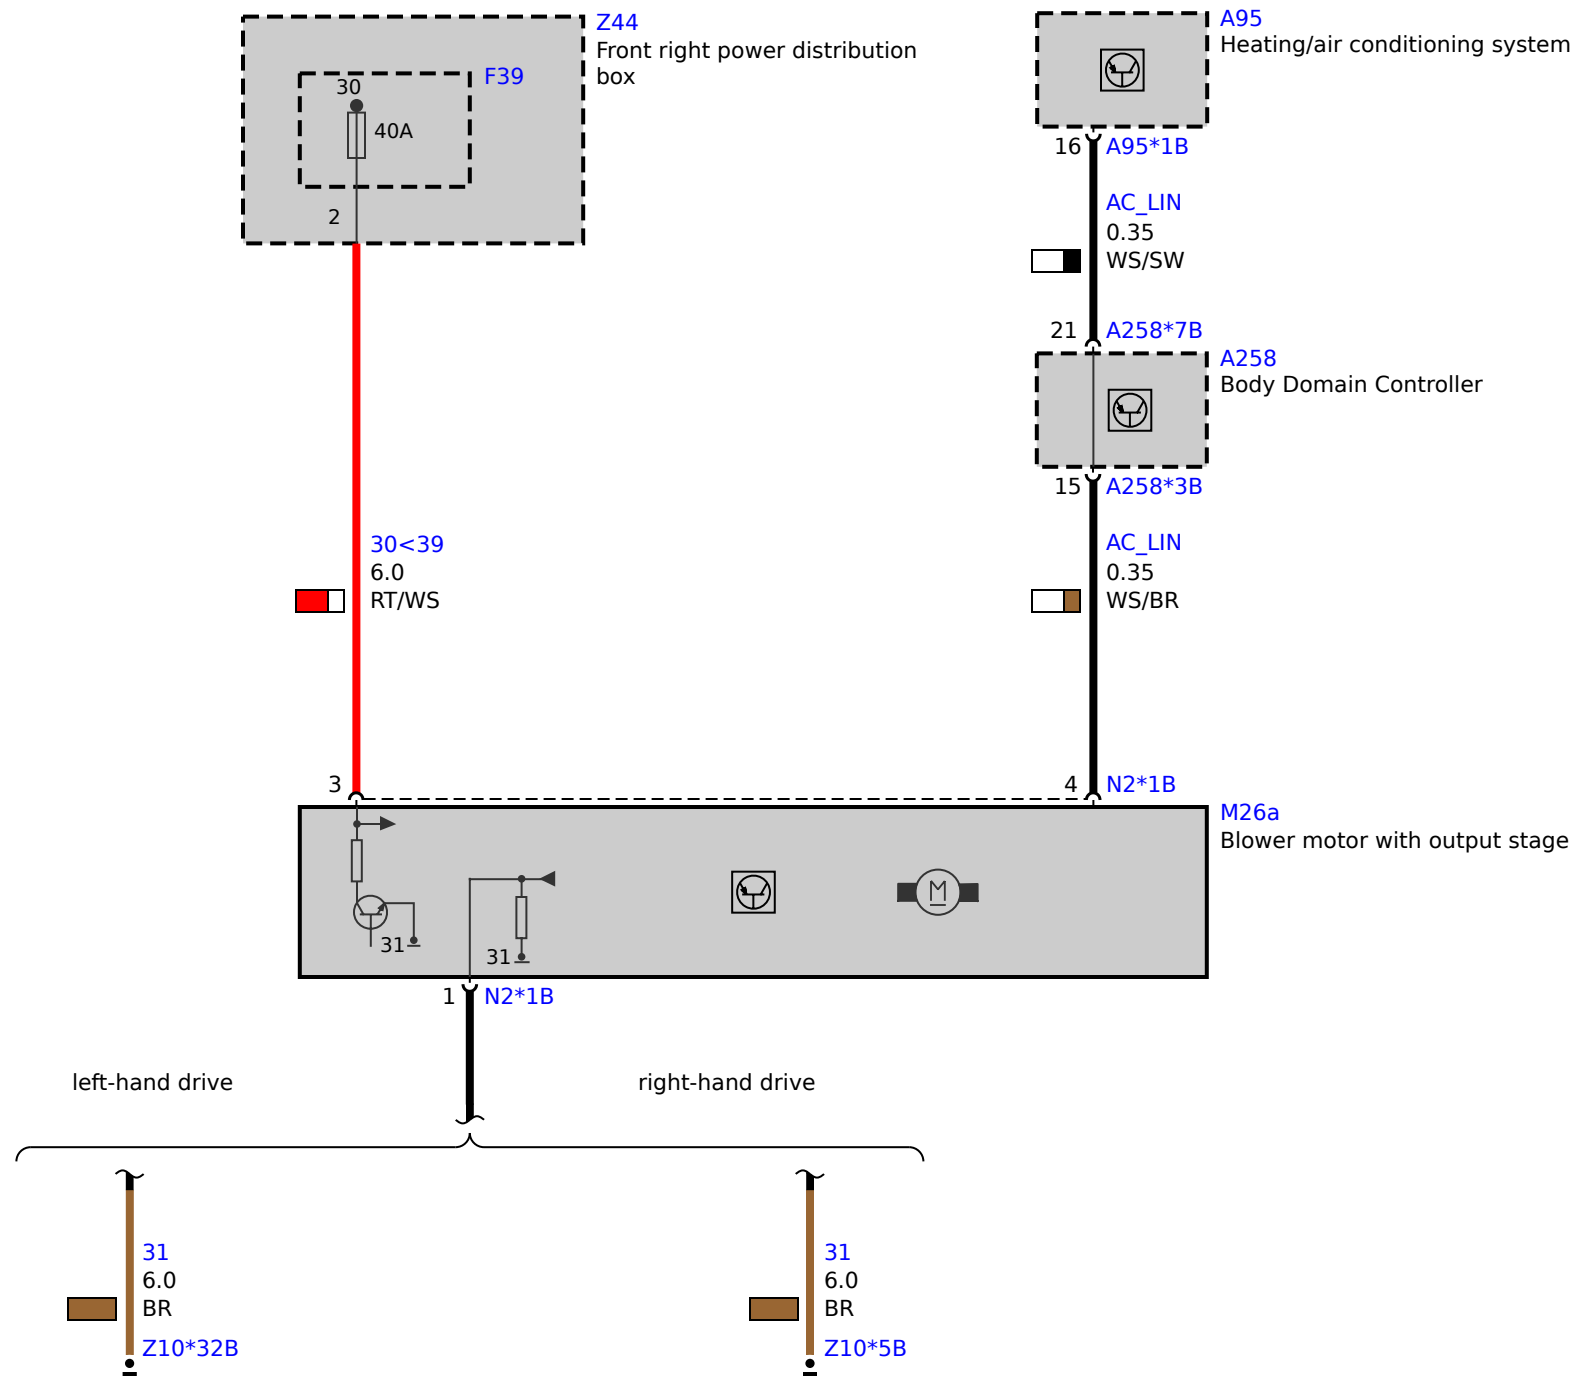 Z44
Front right power distribution
box
F39
30
40A
2
A95
Heating/air conditioning system
16 A95*1B
AC_LIN
0.35
WS/SW
21 A258*7B
A258
Body Domain Controller
15 A258*3B
30<39
6.0
RT/WS
AC_LIN
0.35
WS/BR
3
4 N2*1B
M26a
Blower motor with output stage
M
31
31
1 N2*1B
left-hand drive
right-hand drive
31
6.0
BR
Z10*32B
31
6.0
BR
Z10*5B